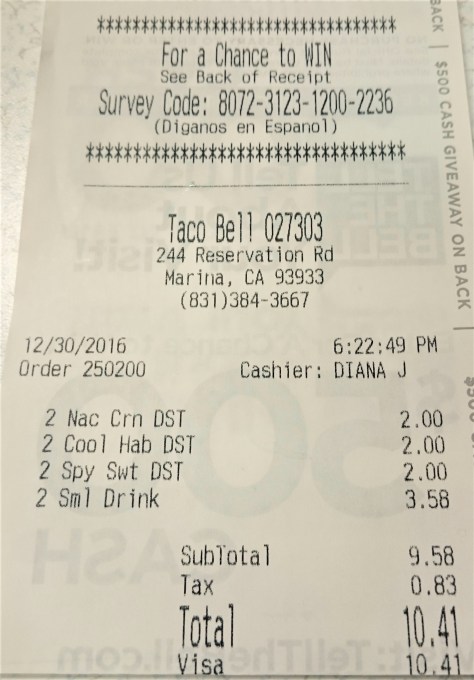 ************************************
For a Chance to WIN
See Back of Receipt
Survey Code: 8072-3123-1200-2236
(Diganos en Espanol)
************************************
Taco Bell 027303
244 Reservation Rd
Marina, CA 93933
(831)384-3667
12/30/2016 6:22:49 PM
Order 250200 Cashier: DIANA J
2 Nac Crn DST 2.00
2 Cool Hab DST 2.00
2 Spy Swt DST 2.00
2 Sml Drink 3.58
SubTotal 9.58
Tax 0.83
Total 10.41
Visa 10.41
BACK | $500 CASH GIVEAWAY ON BACK |